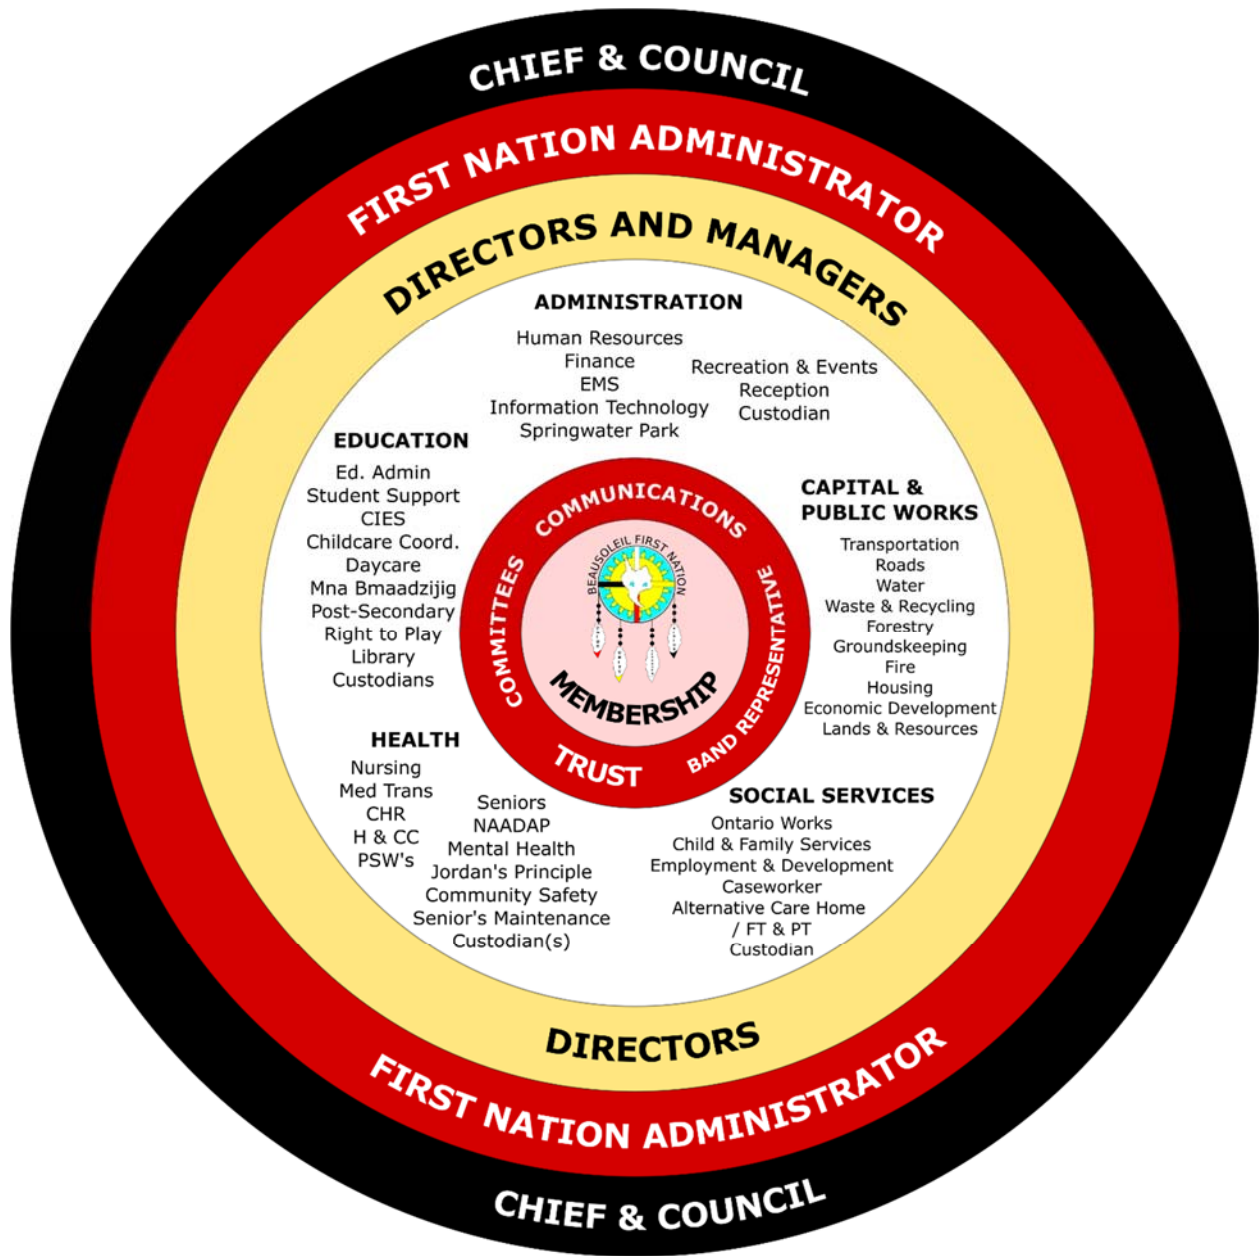 CHIEF & COUNCIL
FIRST NATION ADMINISTRATOR
DIRECTORS AND MANAGERS
ADMINISTRATION
Human Resources
Finance
EMS
Information Technology
Springwater Park
Recreation & Events
Reception
Custodian
EDUCATION
Ed. Admin
Student Support
CIES
Childcare Coord.
Daycare
Mna Bmaadzijig
Post-Secondary
Right to Play
Library
Custodians
CAPITAL &
PUBLIC WORKS
Transportation
Roads
Water
Waste & Recycling
Forestry
Groundskeeping
Fire
Housing
Economic Development
Lands & Resources
COMMUNICATIONS
COMMITTEES
BAND REPRESENTATIVE
TRUST
BEAUSOLEIL FIRST NATION
MEMBERSHIP
HEALTH
Nursing
Med Trans
CHR
H & CC
PSW's
Seniors
NAADAP
Mental Health
Jordan's Principle
Community Safety
Senior's Maintenance
Custodian(s)
SOCIAL SERVICES
Ontario Works
Child & Family Services
Employment & Development
Caseworker
Alternative Care Home
/ FT & PT
Custodian
DIRECTORS
FIRST NATION ADMINISTRATOR
CHIEF & COUNCIL